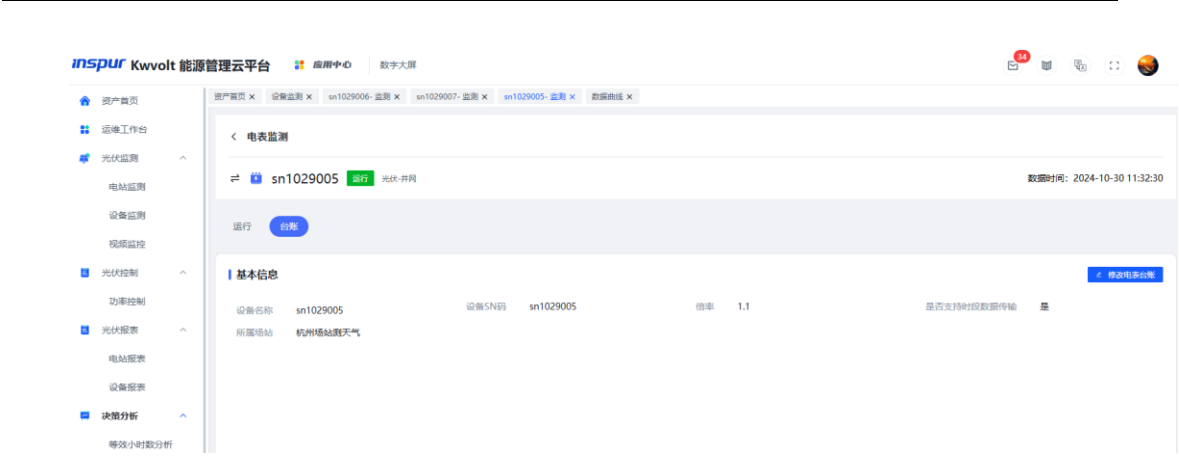 inspur Kwvolt 能源管理云平台 应用中心 数字大屏 34
资产首页
运维工作台
光伏监测
电站监测
设备监测
视频监控
光伏控制
功率控制
光伏报表
电站报表
设备报表
决策分析
等效小时数分析
资产首页 × 设备监测 × sn1029006- 监测 × sn1029007- 监测 × sn1029005- 监测 × 数据曲线 ×
电表监测
sn1029005 运行 光伏-并网 数据时间：2024-10-30 11:32:30
运行 台账
基本信息 修改电表台账
设备名称 sn1029005 设备SN码 sn1029005 倍率 1.1 是否支持时段数据传输 是
所属场站 杭州场站测天气